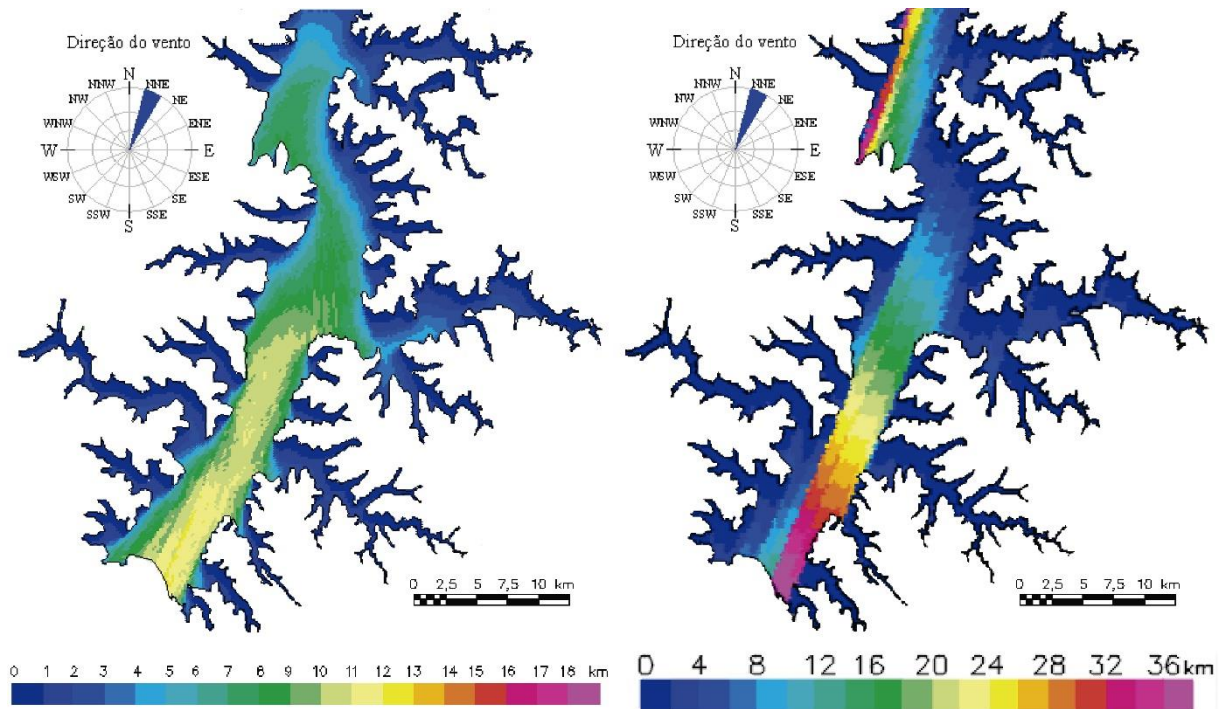 Direção do vento
N
NNW NNE
NW NE
WNW ENE
W E
WSW ESE
SW SE
SSW SSE
S
0 2,5 5 7,5 10 km
0 1 2 3 4 5 6 7 8 9 10 11 12 13 14 15 16 17 18 km
Direção do vento
N
NNW NNE
NW NE
WNW ENE
W E
WSW ESE
SW SE
SSW SSE
S
0 2,5 5 7,5 10 km
0 4 8 12 16 20 24 28 32 36 km